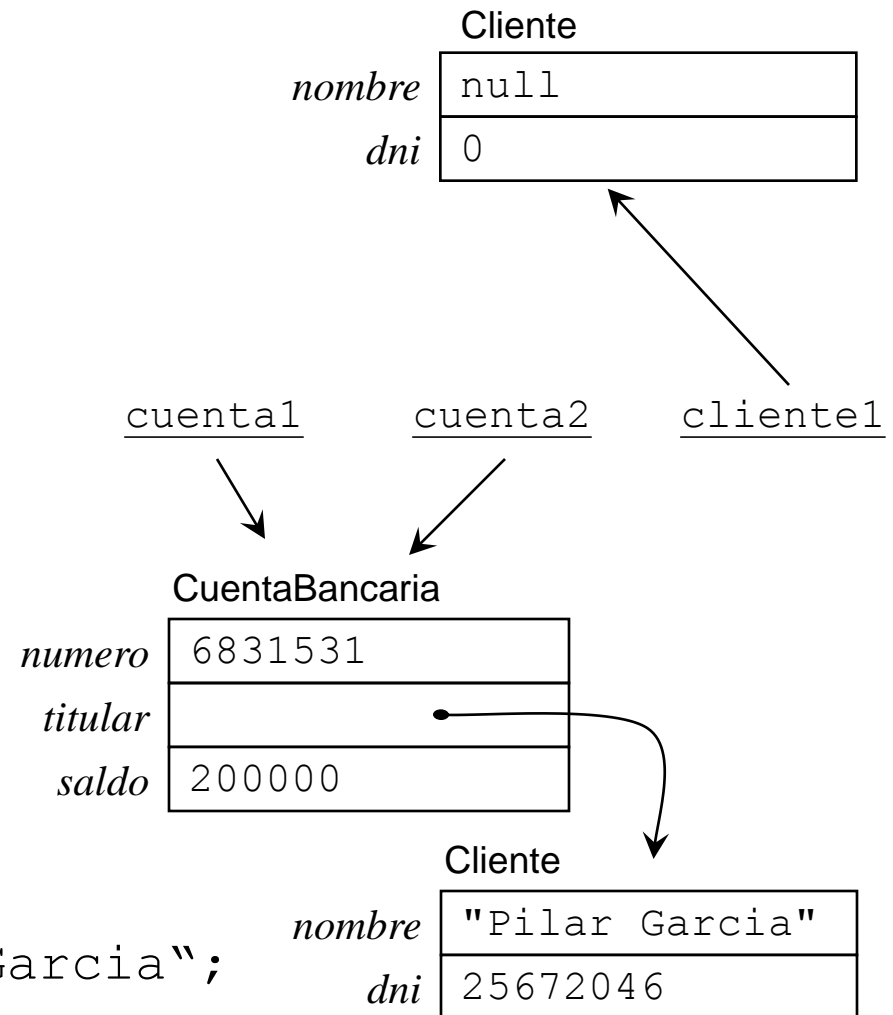 Cliente
nombre null
dni 0
cuenta1 cuenta2 cliente1
CuentaBancaria
numero 6831531
titular
saldo 200000
Cliente
nombre "Pilar Garcia"
Garcia‟;
dni 25672046